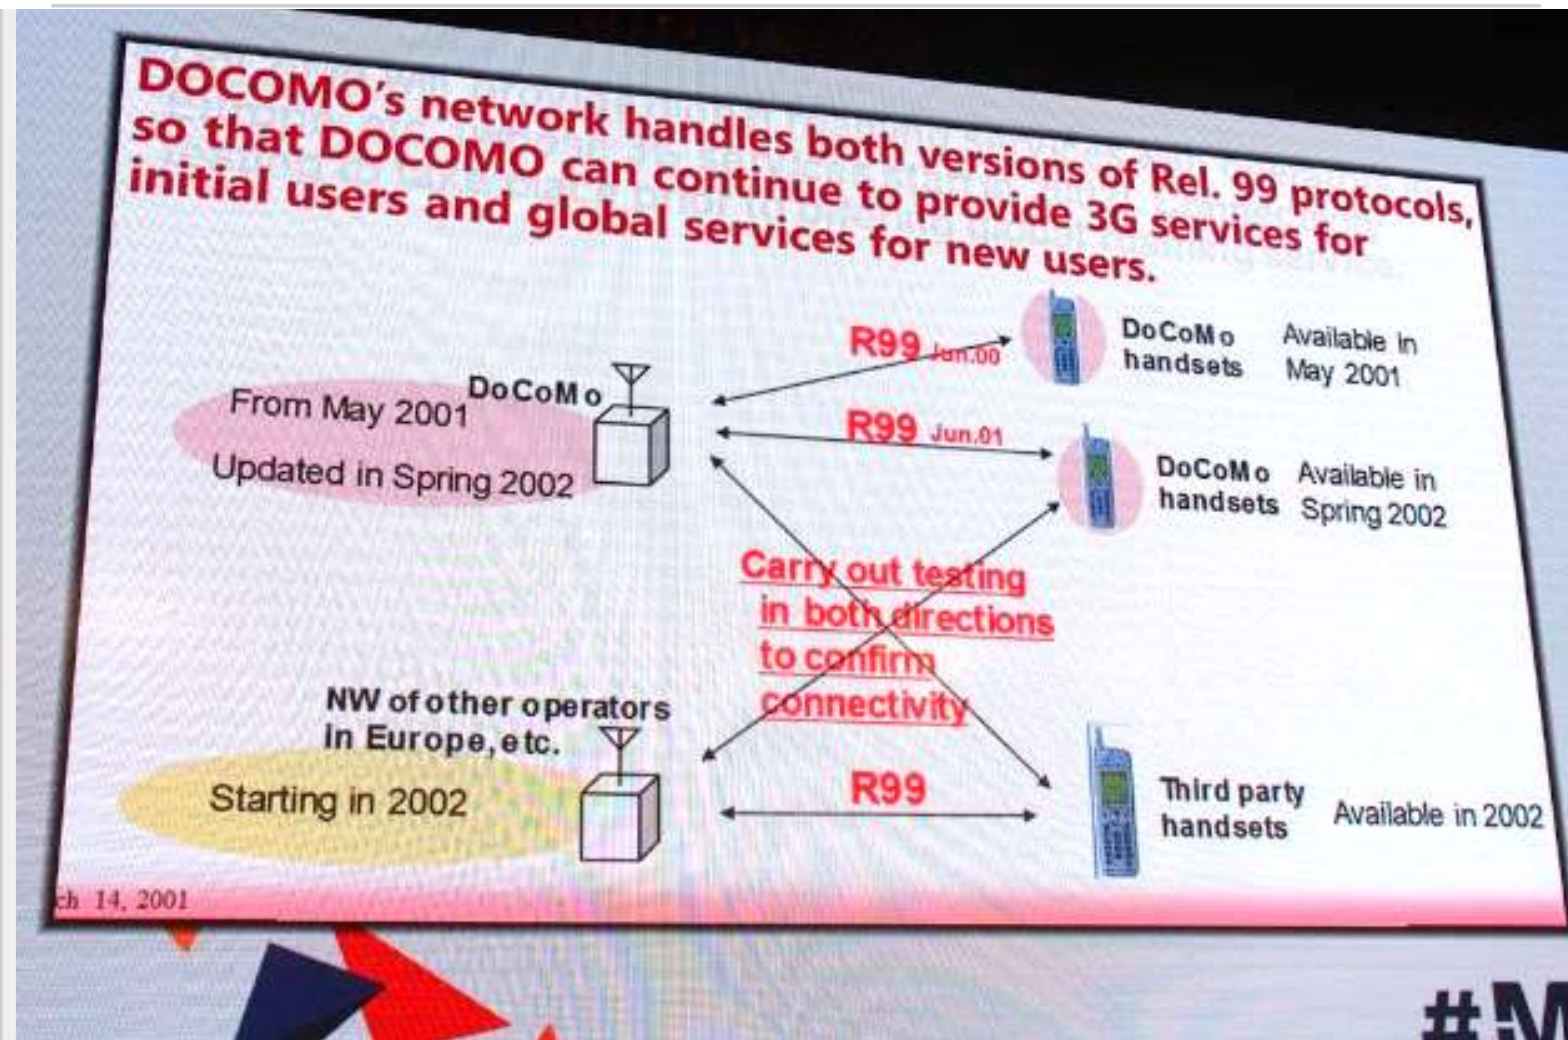 DOCOMO's network handles both versions of Rel. 99 protocols,
so that DOCOMO can continue to provide 3G services for
initial users and global services for new users.
R99 Jun.00
DoCoMo
handsets
Available in
May 2001
DoCoMo
From May 2001
Updated in Spring 2002
R99 Jun.01
DoCoMo
handsets
Available in
Spring 2002
Carry out testing
in both directions
to confirm
connectivity
NW of other operators
in Europe, etc.
Starting in 2002
R99
Third party
handsets
Available in 2002
ch 14, 2001
#M